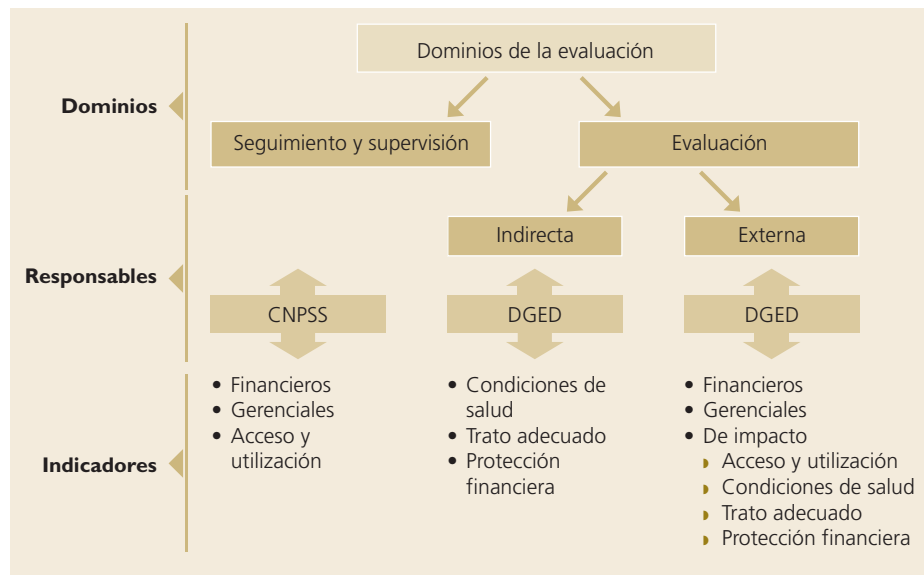 Dominios de la evaluación
Dominios
Seguimiento y supervisión
Evaluación
Indirecta
Externa
Responsables
CNPSS
DGED
DGED
Indicadores
• Financieros
• Gerenciales
• Acceso y
utilización
• Condiciones de
salud
• Trato adecuado
• Protección
financiera
• Financieros
• Gerenciales
• De impacto
Acceso y utilización
Condiciones de salud
Trato adecuado
Protección financiera